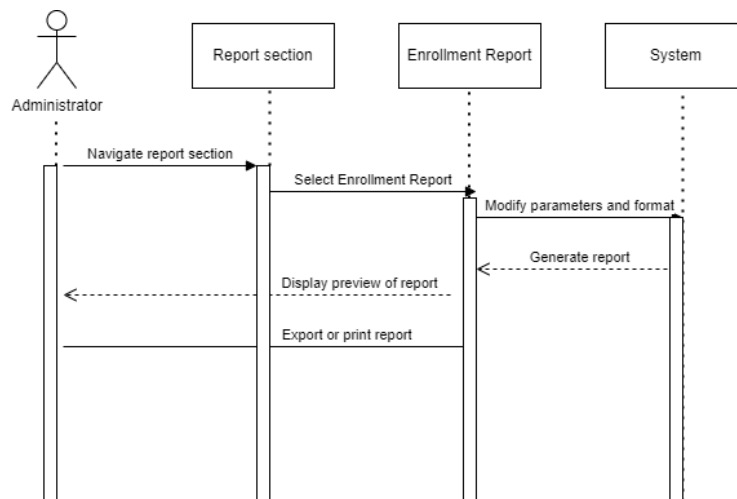 Report section
Enrollment Report
System
Administrator
Navigate report section
Select Enrollment Report
Modify parameters and format
Generate report
Display preview of report
Export or print report